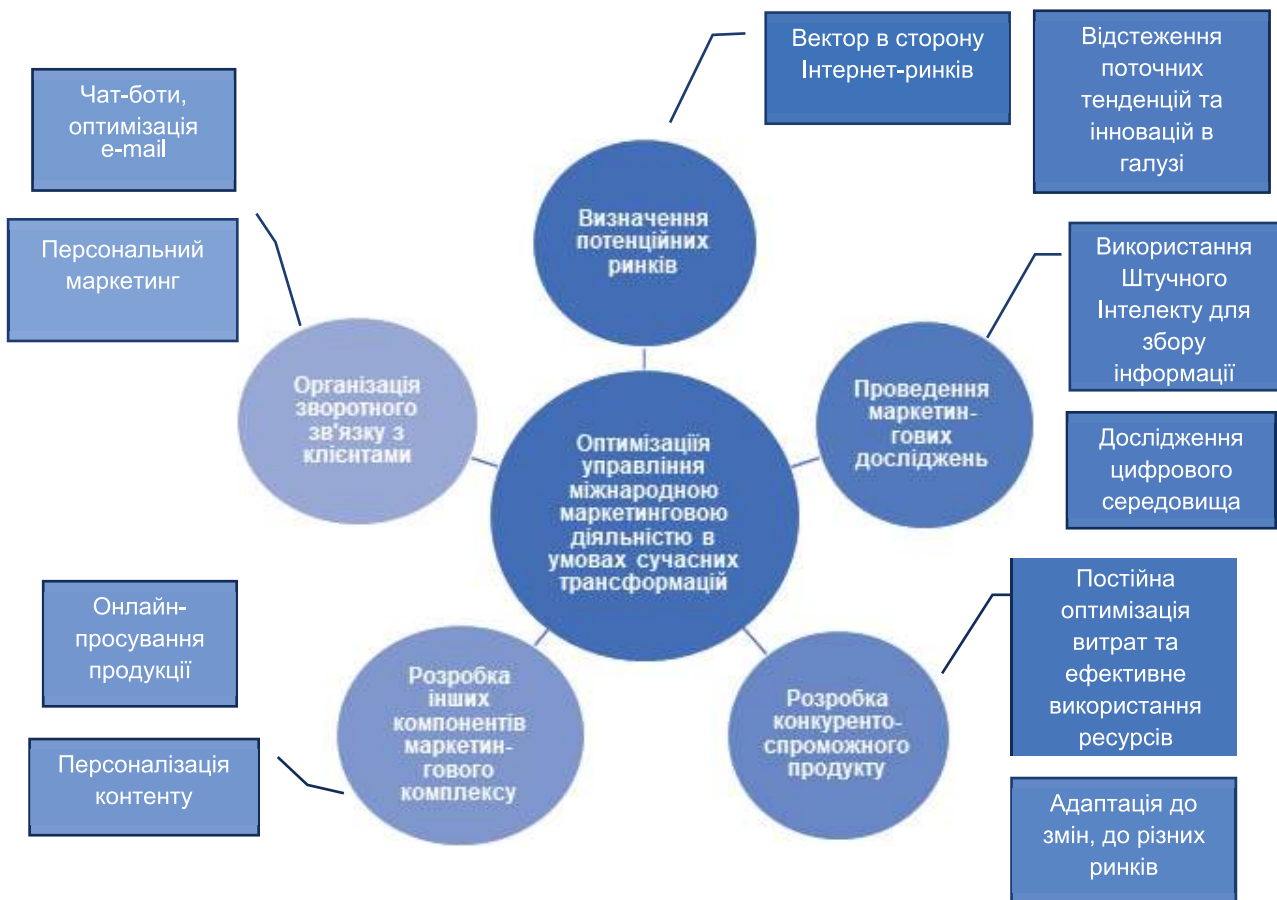 Вектор в сторону
Інтернет-ринків
Відстеження
поточних
тенденцій та
інновацій в
галузі
Чат-боти,
оптимізація
e-mail
Персональний
маркетинг
Визначення
потенційних
ринків
Використання
Штучного
Інтелекту для
збору
інформації
Організація
зворотного
зв'язку з
клієнтами
Проведення
маркетин-
гових
досліджень
Дослідження
цифрового
середовища
Оптимізаціїя
управління
міжнародною
маркетинговою
діяльністю в
умовах сучасних
трансформацій
Онлайн-
просування
продукції
Персоналізація
контенту
Розробка
інших
компонентів
маркетин-
гового
комплексу
Розробка
конкуренто-
спроможного
продукту
Постійна
оптимізація
витрат та
ефективне
використання
ресурсів
Адаптація до
змін, до різних
ринків